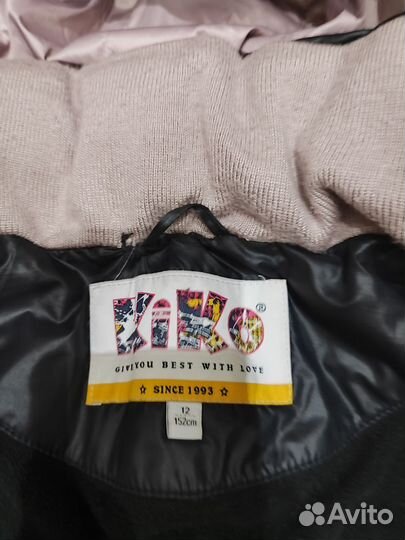 KiKo®
GIVE YOU BEST WITH LOVE
☆ SINCE 1993 ☆
12
152cm
Avito